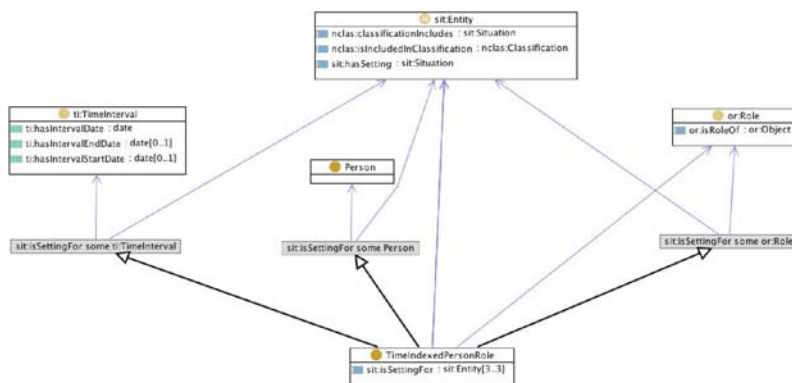 sit:Entity
nclas:classificationIncludes : sit:Situation
nclas:isIncludedInClassification : nclas:Classification
sit:hasSetting : sit:Situation
ti:TimeInterval
ti:hasIntervalDate : date
ti:hasIntervalEndDate : date[0..1]
ti:hasIntervalStartDate : date[0..1]
or:Role
or:isRoleOf : or:Object
Person
sit:isSettingFor some ti:TimeInterval
sit:isSettingFor some Person
sit:isSettingFor some or:Role
TimeIndexedPersonRole
sit:isSettingFor : sit:Entity[3..3]